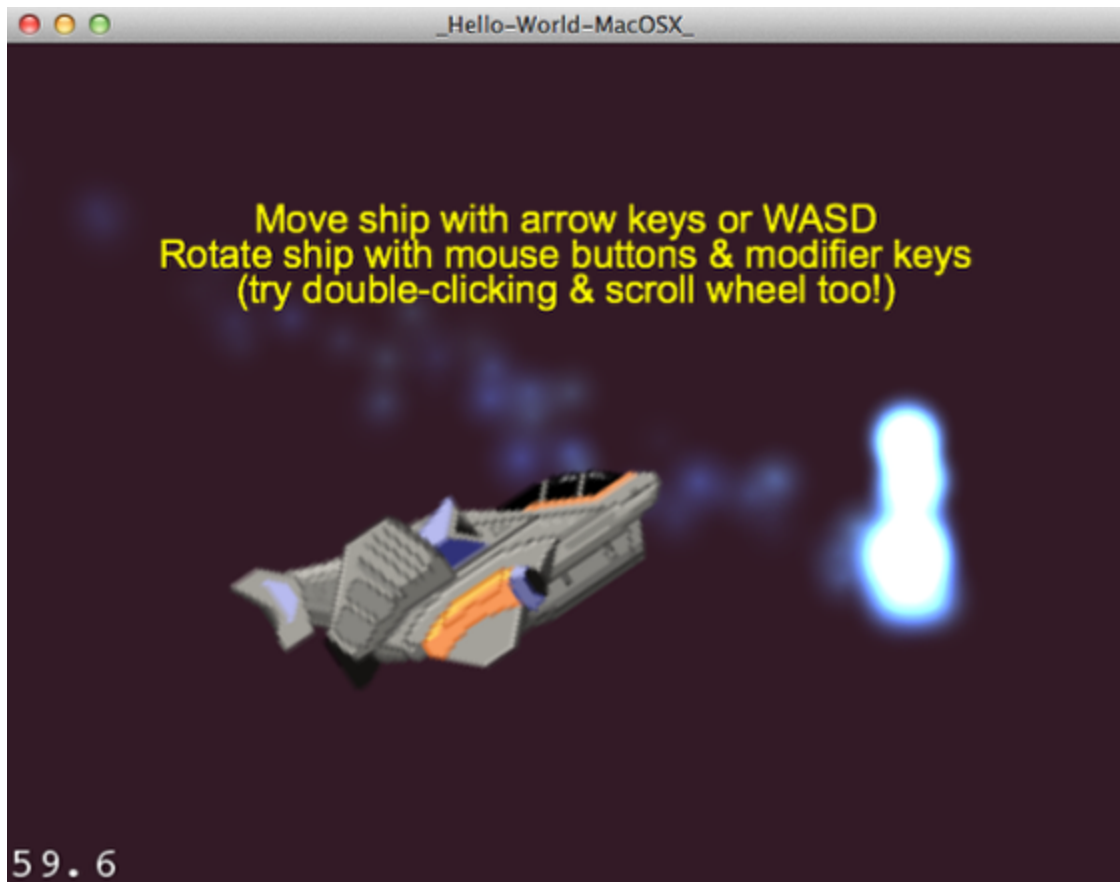 _Hello-World-MacOSX_
Move ship with arrow keys or WASD
Rotate ship with mouse buttons & modifier keys
(try double-clicking & scroll wheel too!)
59.6